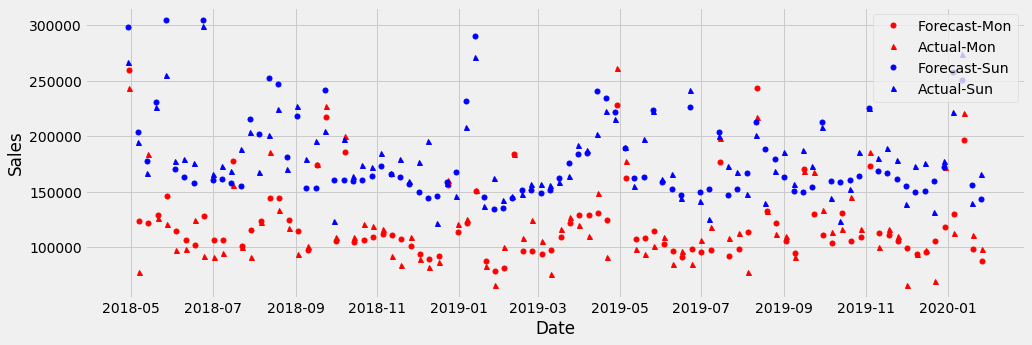 300000
250000
200000
150000
100000
Sales
2018-05
2018-07
2018-09
2018-11
2019-01
2019-03
2019-05
2019-07
2019-09
2019-11
2020-01
Date
Forecast-Mon
Actual-Mon
Forecast-Sun
Actual-Sun